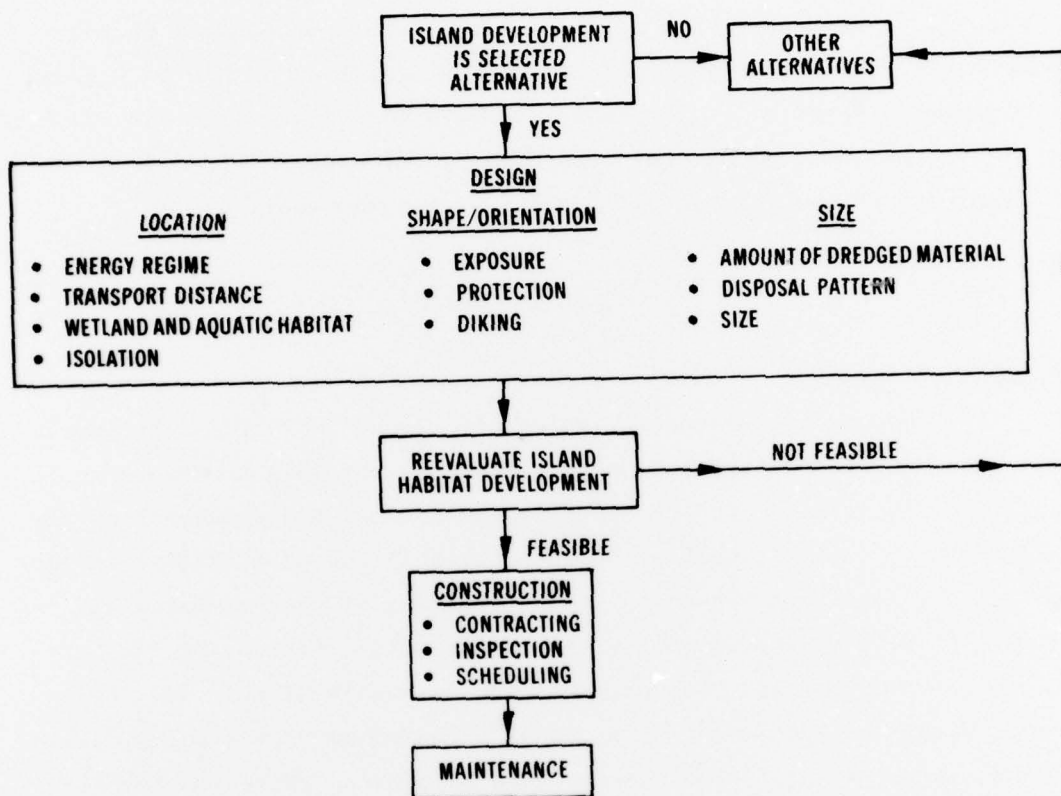 ISLAND DEVELOPMENT
IS SELECTED
ALTERNATIVE
NO
OTHER
ALTERNATIVES
YES
DESIGN
LOCATION
• ENERGY REGIME
• TRANSPORT DISTANCE
• WETLAND AND AQUATIC HABITAT
• ISOLATION
SHAPE/ORIENTATION
• EXPOSURE
• PROTECTION
• DIKING
SIZE
• AMOUNT OF DREDGED MATERIAL
• DISPOSAL PATTERN
• SIZE
REEVALUATE ISLAND
HABITAT DEVELOPMENT
NOT FEASIBLE
FEASIBLE
CONSTRUCTION
• CONTRACTING
• INSPECTION
• SCHEDULING
MAINTENANCE